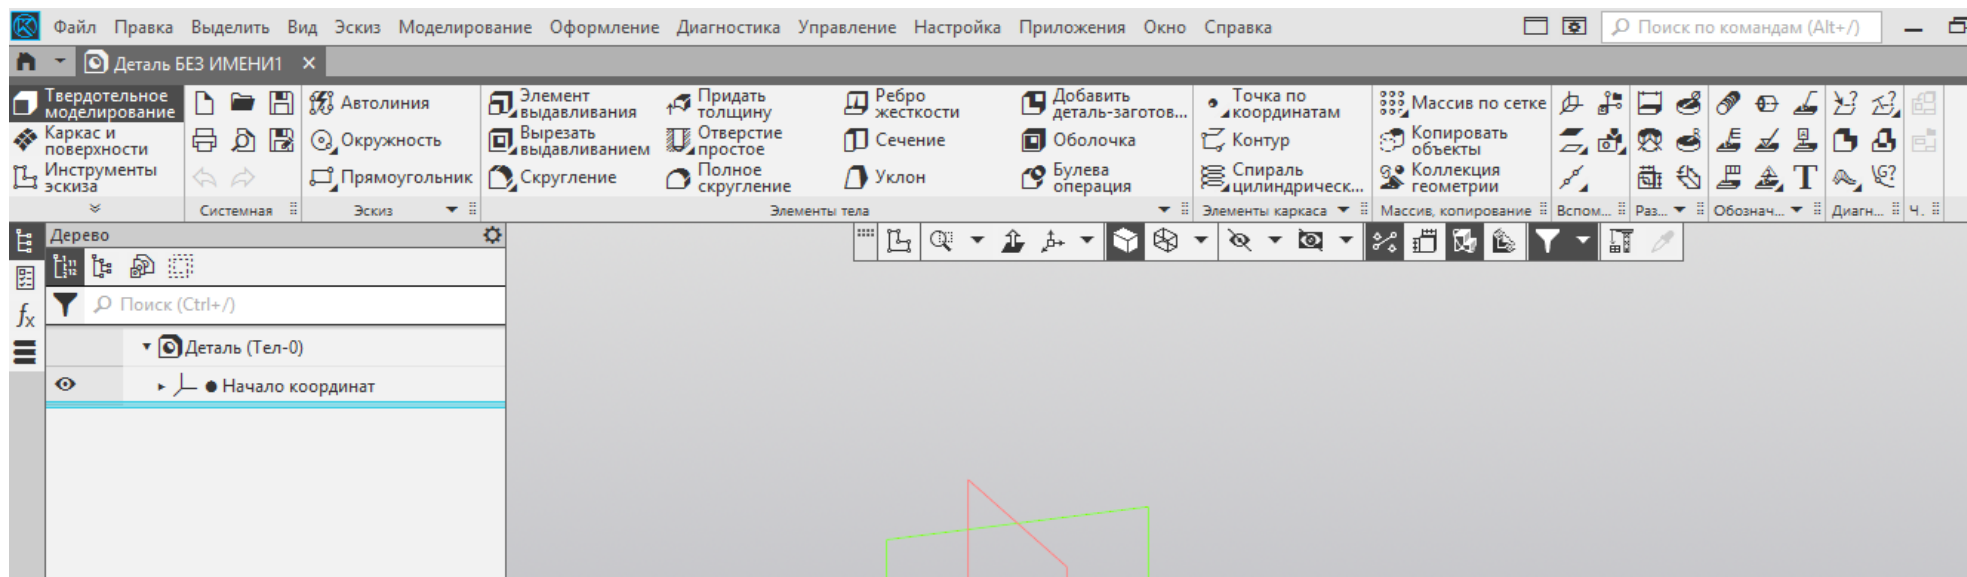 Файл Правка Выделить Вид Эскиз Моделирование Оформление Диагностика Управление Настройка Приложения Окно Справка Поиск по командам (Alt+/)
Деталь БЕЗ ИМЕНИ1
Твердотельное моделирование
Каркас и поверхности
Инструменты эскиза
Системная
Автолиния
Окружность
Прямоугольник
Эскиз
Элемент выдавливания
Вырезать выдавливанием
Скругление
Придать толщину
Отверстие простое
Полное скругление
Ребро жесткости
Сечение
Уклон
Добавить деталь-заготов...
Оболочка
Булева операция
Элементы тела
Точка по координатам
Контур
Спираль цилиндрическ...
Элементы каркаса
Массив по сетке
Копировать объекты
Коллекция геометрии
Массив, копирование
Вспом...
Раз...
Обознач...
Диагн...
Ч.
Дерево
Поиск (Ctrl+/)
Деталь (Тел-0)
Начало координат